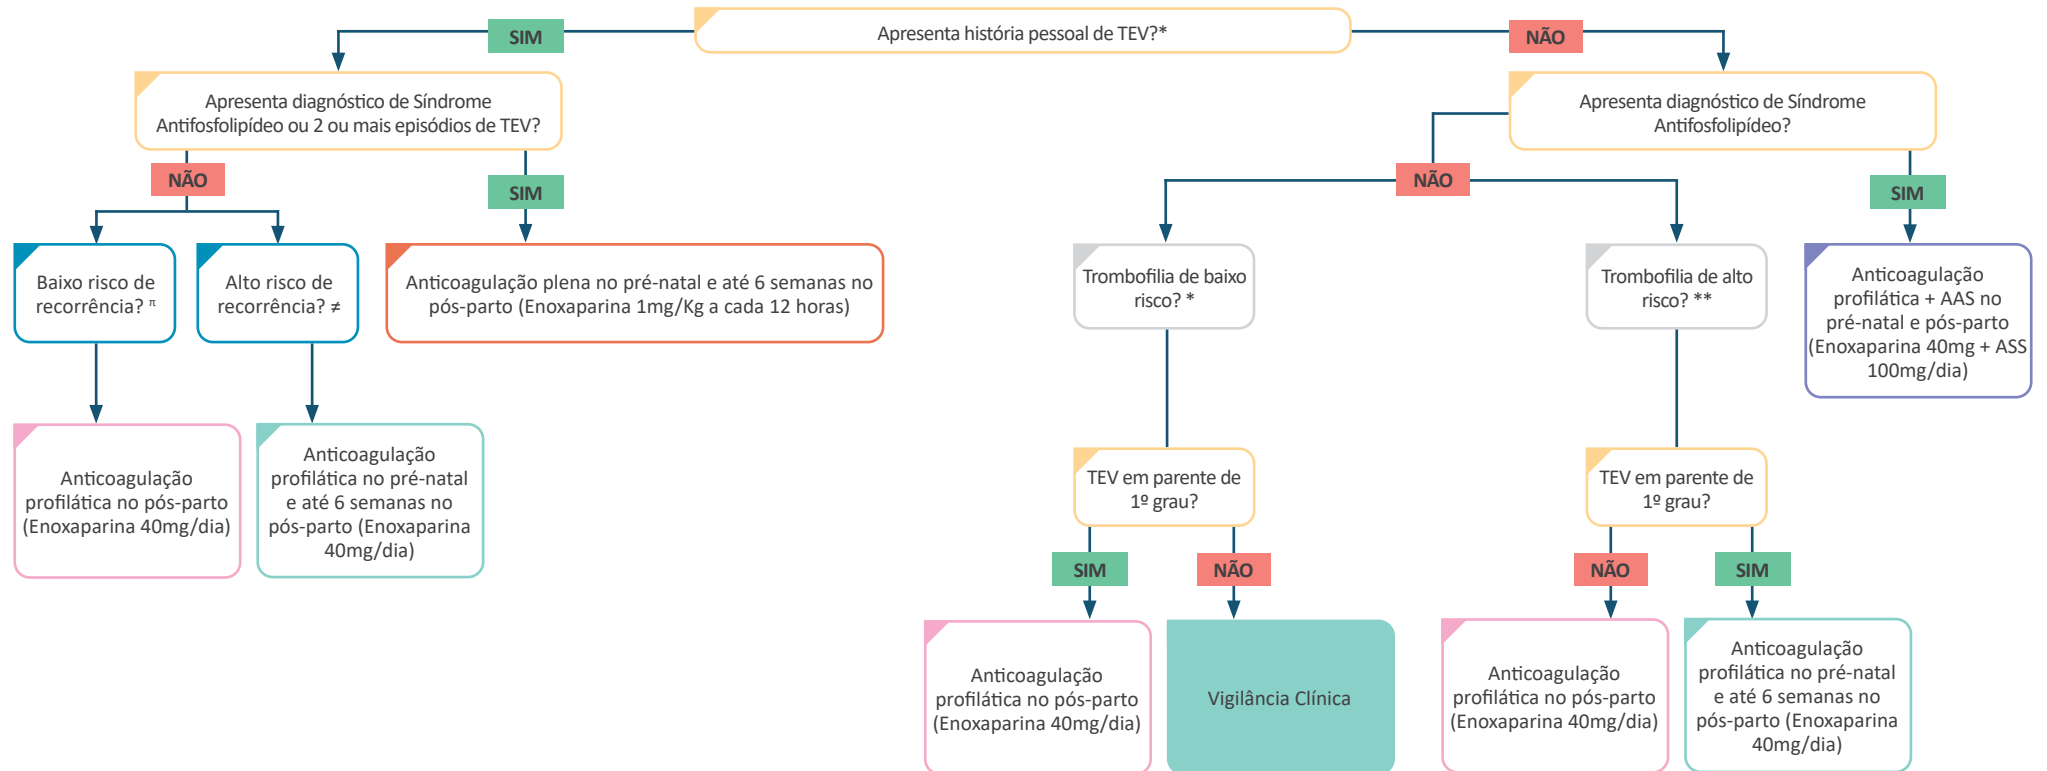 SIM
Apresenta história pessoal de TEV?*
NÃO
Apresenta diagnóstico de Síndrome
Antifosfolipídeo ou 2 ou mais episódios de TEV?
Apresenta diagnóstico de Síndrome
Antifosfolipídeo?
NÃO
SIM
NÃO
SIM
Baixo risco de
recorrência? π
Alto risco de
recorrência? ≠
Anticoagulação plena no pré-natal e até 6 semanas no
pós-parto (Enoxaparina 1mg/Kg a cada 12 horas)
Trombofilia de baixo
risco? *
Trombofilia de alto
risco? **
Anticoagulação
profilática + AAS no
pré-natal e pós-parto
(Enoxaparina 40mg + ASS
100mg/dia)
Anticoagulação
profilática no pós-parto
(Enoxaparina 40mg/dia)
Anticoagulação
profilática no pré-natal
e até 6 semanas no
pós-parto (Enoxaparina
40mg/dia)
TEV em parente de
1º grau?
TEV em parente de
1º grau?
SIM
NÃO
NÃO
SIM
Anticoagulação
profilática no pós-parto
(Enoxaparina 40mg/dia)
Vigilância Clínica
Anticoagulação
profilática no pós-parto
(Enoxaparina 40mg/dia)
Anticoagulação
profilática no pré-natal
e até 6 semanas no
pós-parto (Enoxaparina
40mg/dia)